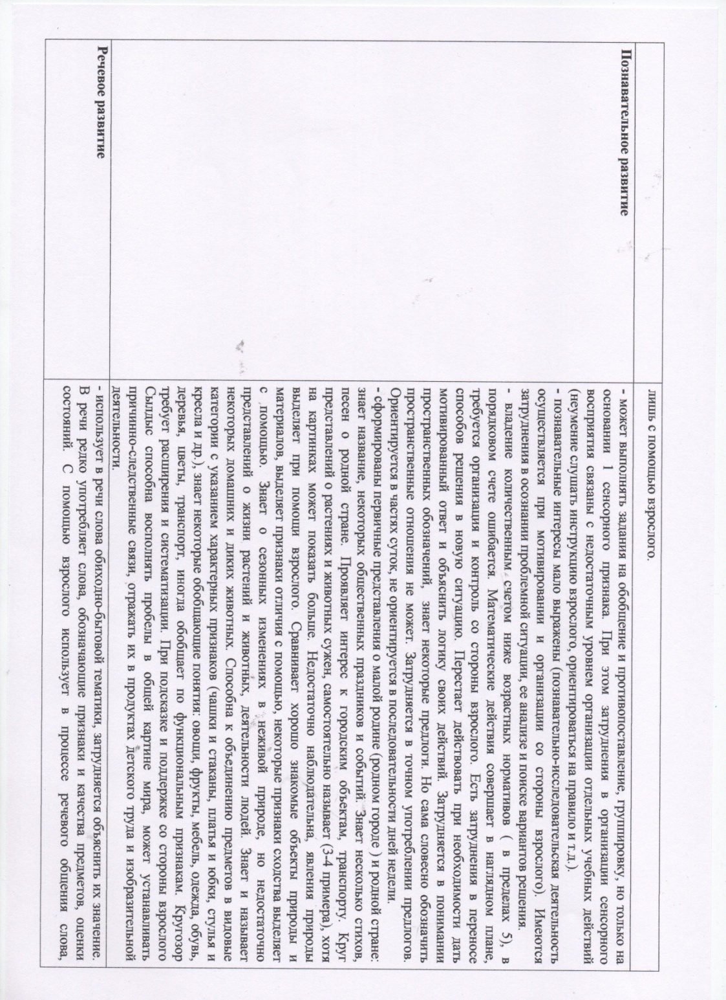 лишь с помощью взрослого.
Познавательное развитие
- может выполнять задания на обобщение и противопоставление, группировку, но только на
основании 1 сенсорного признака. При этом затруднения в организации сенсорного
восприятия связаны с недостаточным уровнем организации отдельных учебных действий
(неумение слушать инструкцию взрослого, ориентироваться на правило и т.д.).
- познавательные интересы мало выражены (познавательно-исследовательская деятельность
осуществляется при мотивировании и организации со стороны взрослого). Имеются
затруднения в осознании проблемной ситуации, ее анализе и поиске вариантов решения.
- владение количественным счетом ниже возрастных нормативов ( в пределах 5), в
порядковом счете ошибается. Математические действия совершает в наглядном плане,
требуется организация и контроль со стороны взрослого. Есть затруднения в переносе
способов решения в новую ситуацию. Перестает действовать при необходимости дать
мотивированный ответ и объяснить логику своих действий. Затрудняется в понимании
пространственных обозначений, знает некоторые предлоги. Но сама словесно обозначить
пространственные отношения не может. Затрудняется в точном употреблении предлогов.
Ориентируется в частях суток, не ориентируется в последовательности дней недели.
- сформированы первичные представления о малой родине (родном городе ) и родной стране:
знает название, некоторых общественных праздников и событий. Знает несколько стихов,
песен о родной стране. Проявляет интерес к городским объектам, транспорту. Круг
представлений о растениях и животных сужен, самостоятельно называет (3-4 примера), хотя
на картинках может показать больше. Недостаточно наблюдательна, явления природы
выделяет при помощи взрослого. Сравнивает хорошо знакомые объекты природы и
материалов, выделяет признаки отличия с помощью, некоторые признаки сходства выделяет
с помощью. Знает о сезонных изменениях в неживой природе, но недостаточно
представлений о жизни растений и животных, деятельности людей. Знает и называет
некоторых домашних и диких животных. Способна к объединению предметов в видовые
категории с указанием характерных признаков (чашки и стаканы, платья и юбки, стулья и
кресла и др.), знает некоторые обобщающие понятия: овощи, фрукты, мебель, одежда, обувь,
деревья, цветы, транспорт, иногда обобщает по функциональным признакам. Кругозор
требует расширения и систематизации. При подсказке и поддержке со стороны взрослого
Сылдыс способна восполнять пробелы в общей картине мира, может устанавливать
причинно-следственные связи, отражать их в продуктах детского труда и изобразительной
деятельности.
Речевое развитие
- использует в речи слова обиходно-бытовой тематики, затрудняется объяснить их значение.
В речи редко употребляет слова, обозначающие признаки и качества предметов, оценки
состояний. С помощью взрослого использует в процессе речевого общения слова,